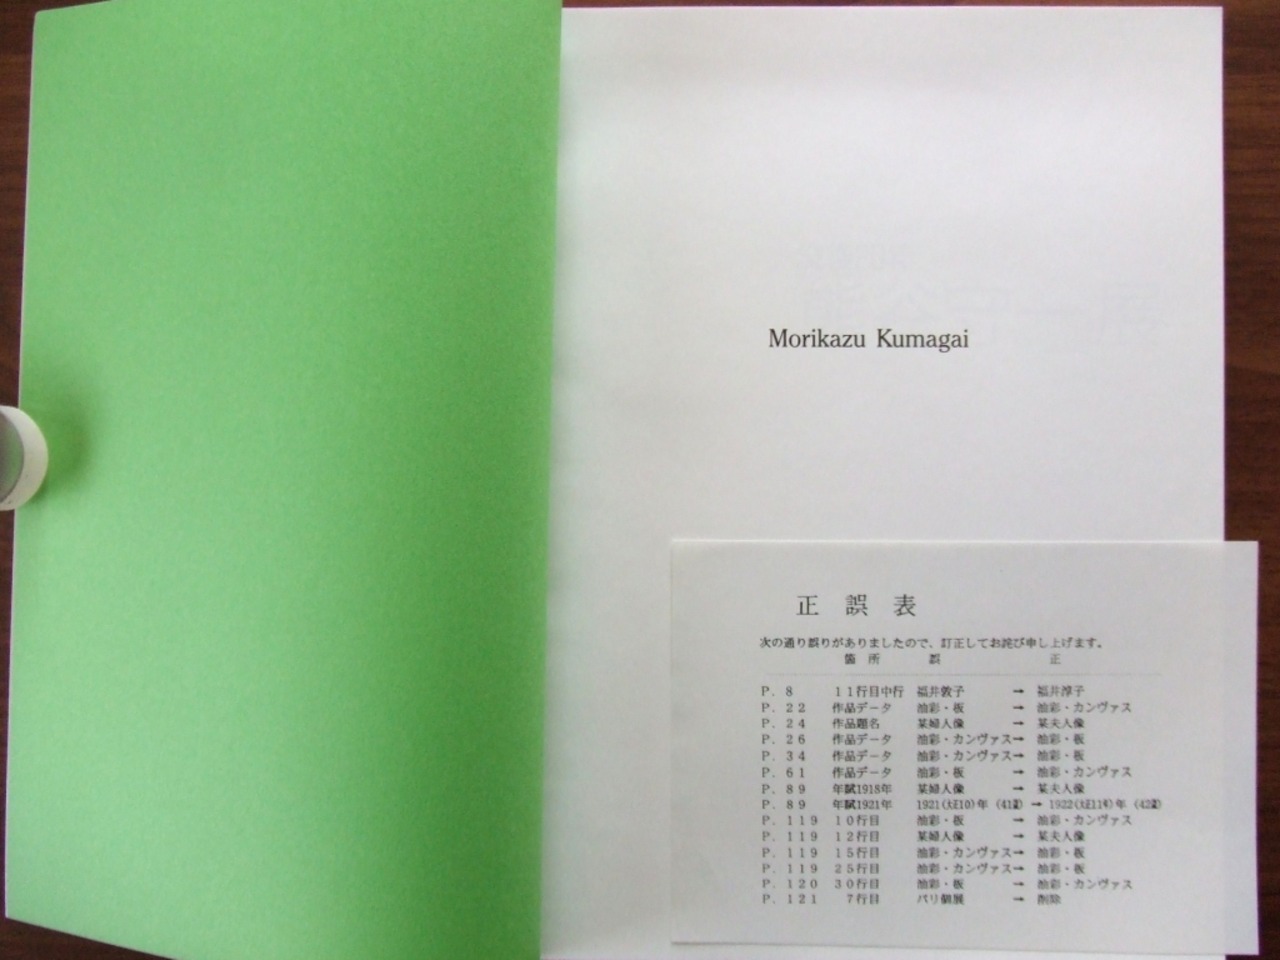 Morikazu Kumagai
正 誤 表
次の通り誤りがありましたので、訂正してお詫び申し上げます。
箇 所 誤 正
P. 8 11行目中行 福井敦子 → 福井淳子
P. 22 作品データ 油彩・板 → 油彩・カンヴァス
P. 24 作品題名 某婦人像 → 某夫人像
P. 26 作品データ 油彩・カンヴァス→ 油彩・板
P. 34 作品データ 油彩・カンヴァス→ 油彩・板
P. 61 作品データ 油彩・板 → 油彩・カンヴァス
P. 89 年譜1918年 某婦人像 → 某夫人像
P. 89 年譜1921年 1921(大正10)年 (41歳) → 1922(大正11年)年 (42歳)
P. 119 10行目 油彩・板 → 油彩・カンヴァス
P. 119 12行目 某婦人像 → 某夫人像
P. 119 15行目 油彩・カンヴァス→ 油彩・板
P. 119 25行目 油彩・カンヴァス→ 油彩・板
P. 120 30行目 油彩・板 → 油彩・カンヴァス
P. 121 7行目 パリ個展 → 削除